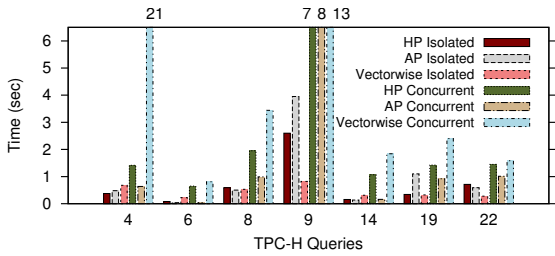 21 7 8 13
6
5
4
3
2
1
0
Time (sec)
HP Isolated
AP Isolated
Vectorwise Isolated
HP Concurrent
AP Concurrent
Vectorwise Concurrent
4 6 8 9 14 19 22
TPC-H Queries